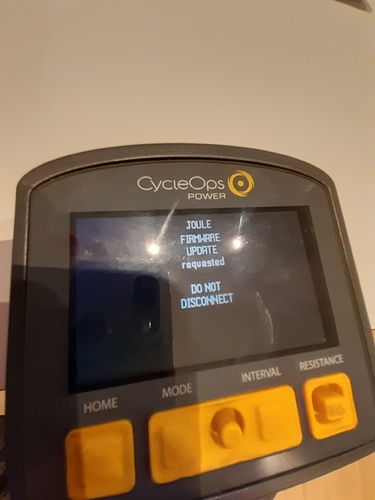 CycleOps
POWER
JOULE
FIRMWARE
UPDATE
requested
DO NOT
DISCONNECT
HOME
MODE
INTERVAL
RESISTANCE